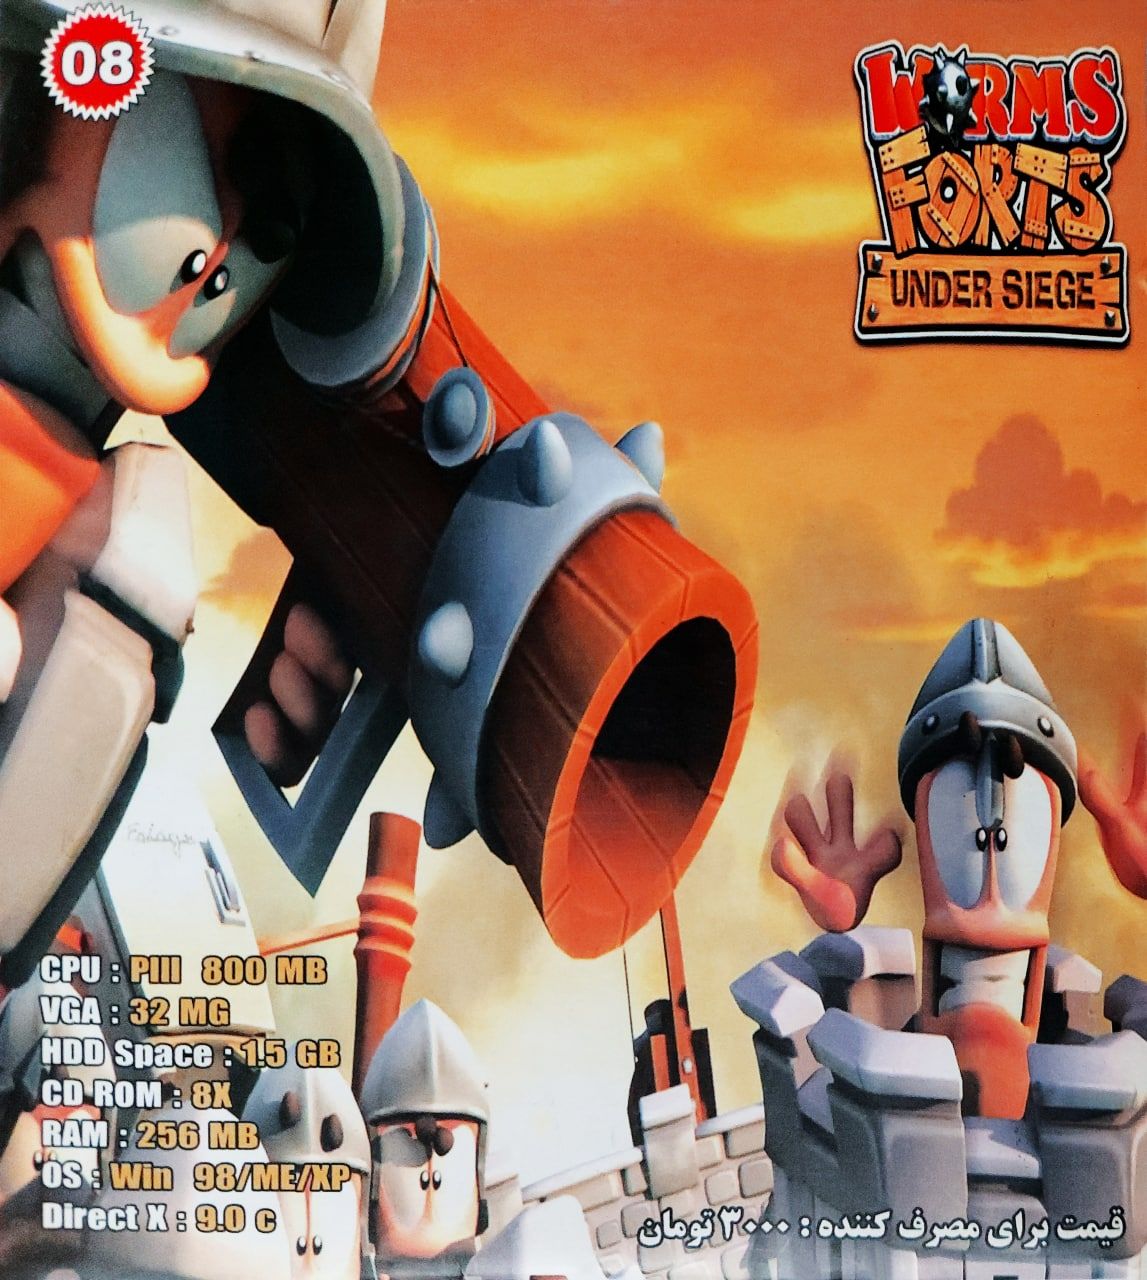 08
WORMS
FORTS
UNDER SIEGE
CPU : PIII 800 MB
VGA : 32 MG
HDD Space : 1.5 GB
CD ROM : 8X
RAM : 256 MB
OS : Win 98/ME/XP
Direct X : 9.0 c
قیمت برای مصرف کننده : ۳۰۰۰ تومان